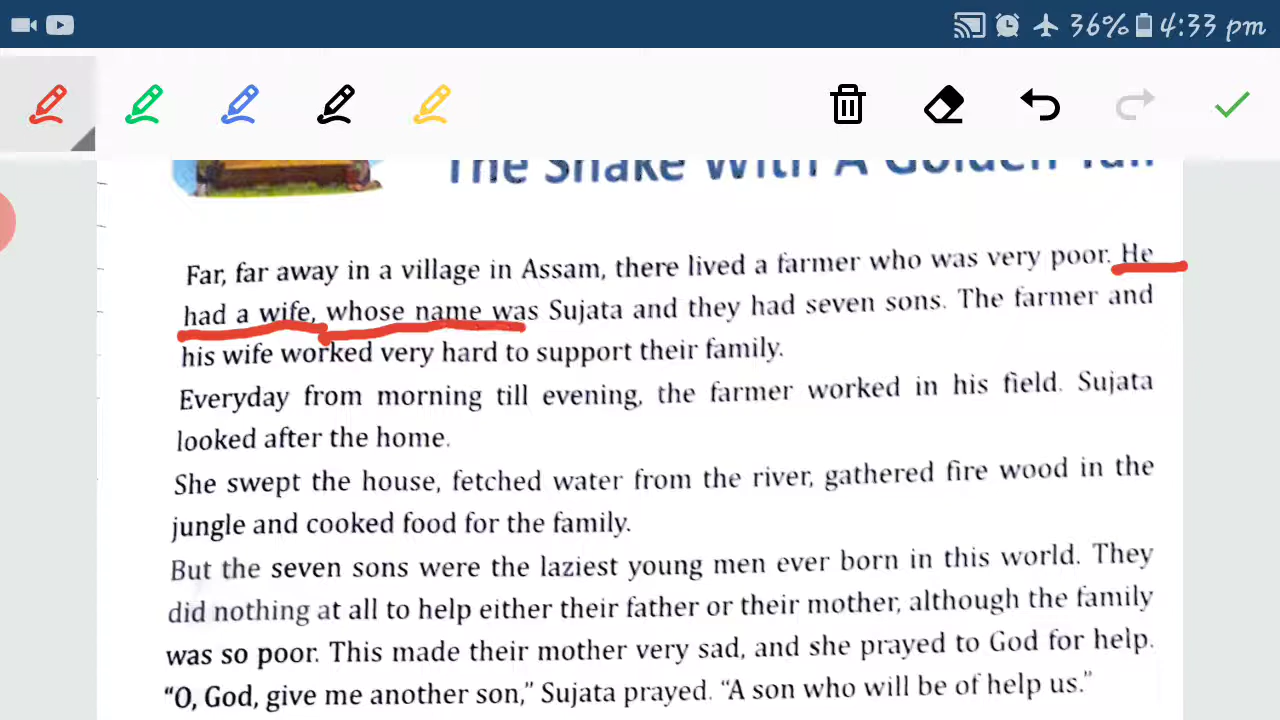 36% 4:33 pm
The Snake With A Golden Tail
Far, far away in a village in Assam, there lived a farmer who was very poor. He
had a wife, whose name was Sujata and they had seven sons. The farmer and
his wife worked very hard to support their family.
Everyday from morning till evening, the farmer worked in his field. Sujata
looked after the home.
She swept the house, fetched water from the river, gathered fire wood in the
jungle and cooked food for the family.
But the seven sons were the laziest young men ever born in this world. They
did nothing at all to help either their father or their mother, although the family
was so poor. This made their mother very sad, and she prayed to God for help.
“O, God, give me another son,” Sujata prayed. “A son who will be of help us.”